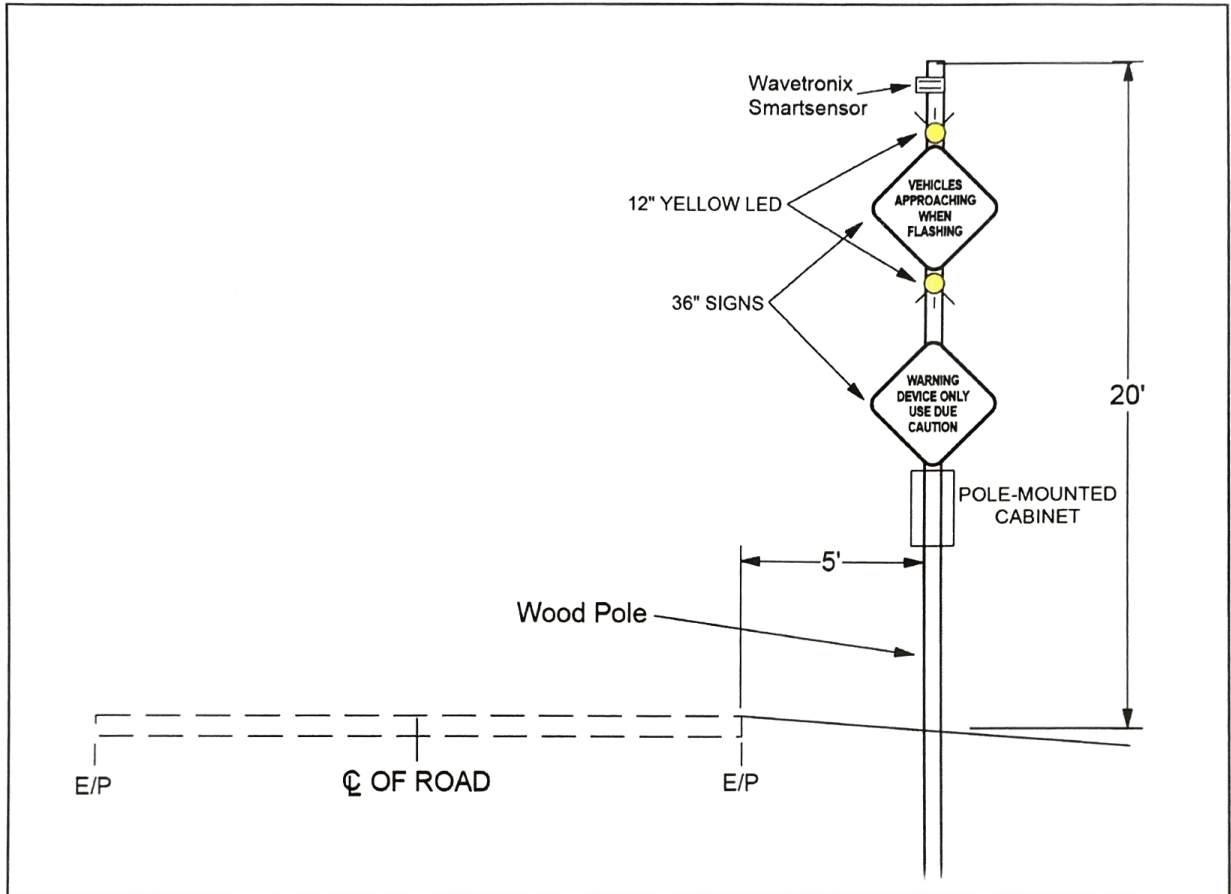 Wavetronix
Smartsensor
12" YELLOW LED
VEHICLES
APPROACHING
WHEN
FLASHING
36" SIGNS
WARNING
DEVICE ONLY
USE DUE
CAUTION
20'
POLE-MOUNTED
CABINET
5'
Wood Pole
E/P
℄ OF ROAD
E/P